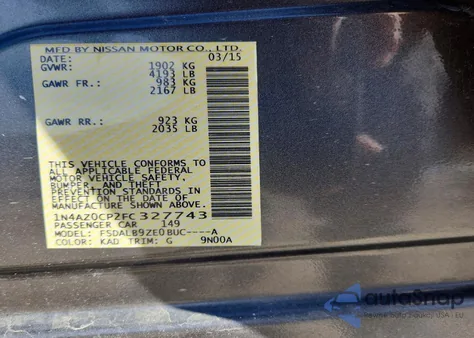 MFD BY NISSAN MOTOR CO., LTD.
DATE: 03/15
GVWR: 1902 KG
4193 LB
GAWR FR.: 983 KG
2167 LB
GAWR RR.: 923 KG
2035 LB
THIS VEHICLE CONFORMS TO
ALL APPLICABLE FEDERAL
MOTOR VEHICLE SAFETY,
BUMPER, AND THEFT
PREVENTION STANDARDS
IN EFFECT ON THE DATE OF
MANUFACTURE SHOWN ABOVE.
1N4AZ0CP2FC327743
PASSENGER CAR 149
MODEL: FSDALB9ZE0BUC----A
COLOR: KAD TRIM: G 9N00A
autoSnap